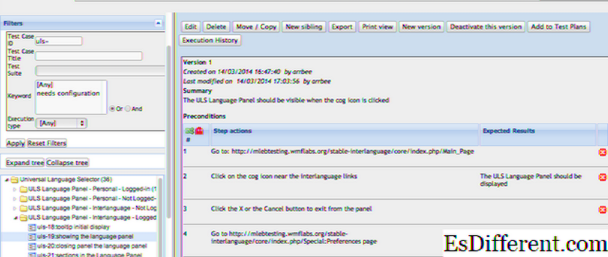 Filters
Test Case ID
uls-
Test Case Title
Test Suite
Keyword
[Any]
needs configuration
Or And
Execution type
[Any]
Apply Reset Filters
Expand tree Collapse tree
Universal Language Selector (36)
ULS Language Panel - Personal - Logged-in (1
ULS Language Panel - Personal - Not Logged-
ULS Language Panel - Interlanguage - Not Log
ULS Language Panel - Interlanguage - Logged-
uls-18:tooltip initial display
uls-19:showing the language panel
uls-20:closing panel the language panel
uls-21:sections in the Language Panel
Edit Delete Move / Copy New sibling Export Print view New version Deactivate this version Add to Test Plans
Execution History
Version 1
Created on 14/03/2014 16:47:40 by arrbee
Last modified on 14/03/2014 17:03:56 by arrbee
Summary
The ULS Language Panel should be visible when the cog icon is clicked
Preconditions
# Step actions Expected Results
1 Go to: http://mlebtesting.wmflabs.org/stable-interlanguage/core/index.php/Main_Page
2 Click on the cog icon near the Interlanguage links The ULS Language Panel should be
displayed
3 Click the X or the Cancel button to exit from the panel
4 Go to http://mlebtesting.wmflabs.org/stable-
interlanguage/core/index.php/Special:Preferences page
EsDifferent.com